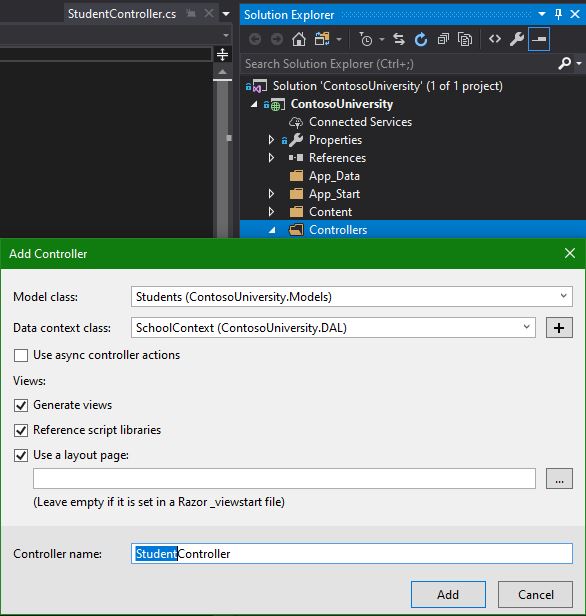 StudentController.cs
Solution Explorer
Search Solution Explorer (Ctrl+;)
Solution 'ContosoUniversity' (1 of 1 project)
ContosoUniversity
Connected Services
Properties
References
App_Data
App_Start
Content
Controllers
Add Controller
Model class:
Students (ContosoUniversity.Models)
Data context class:
SchoolContext (ContosoUniversity.DAL)
+
Use async controller actions
Views:
Generate views
Reference script libraries
Use a layout page:
...
(Leave empty if it is set in a Razor _viewstart file)
Controller name:
StudentController
Add
Cancel